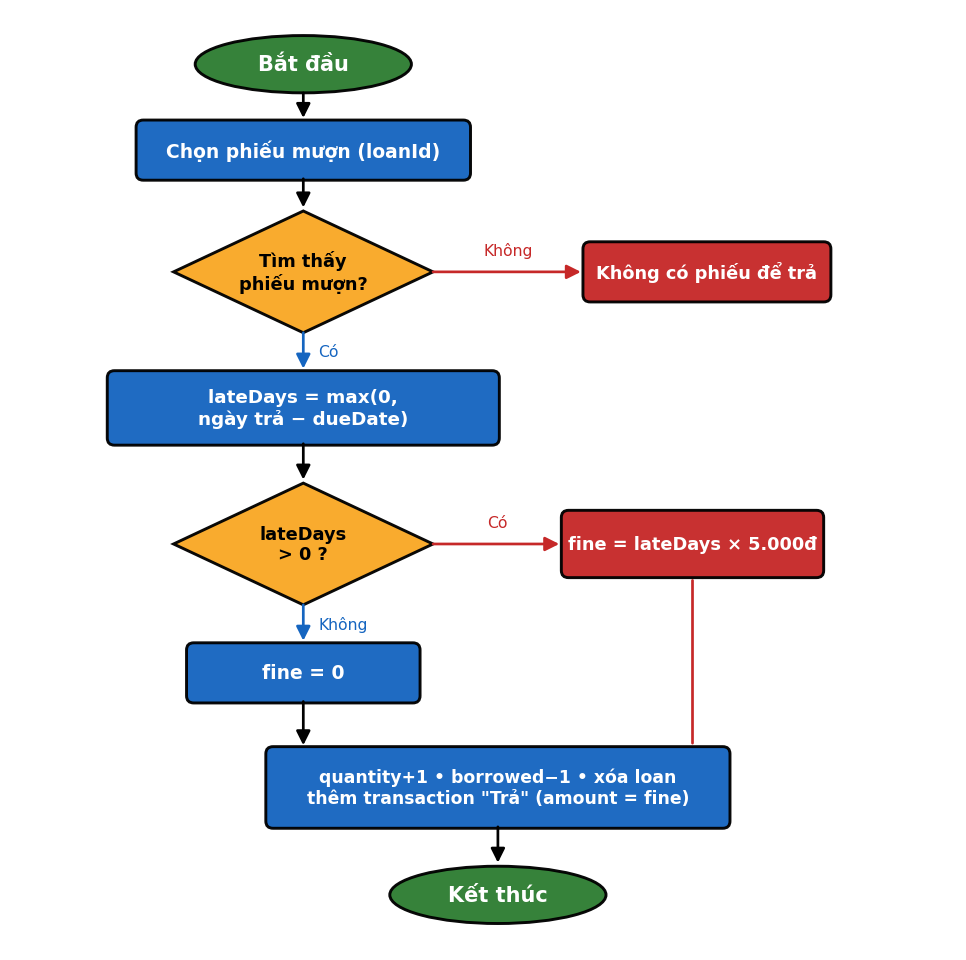 Bắt đầu
Chọn phiếu mượn (loanId)
Tìm thấy
phiếu mượn?
Không
Không có phiếu để trả
Có
lateDays = max(0,
ngày trả − dueDate)
lateDays
> 0 ?
Có
fine = lateDays × 5.000đ
Không
fine = 0
quantity+1 • borrowed−1 • xóa loan
thêm transaction "Trả" (amount = fine)
Kết thúc